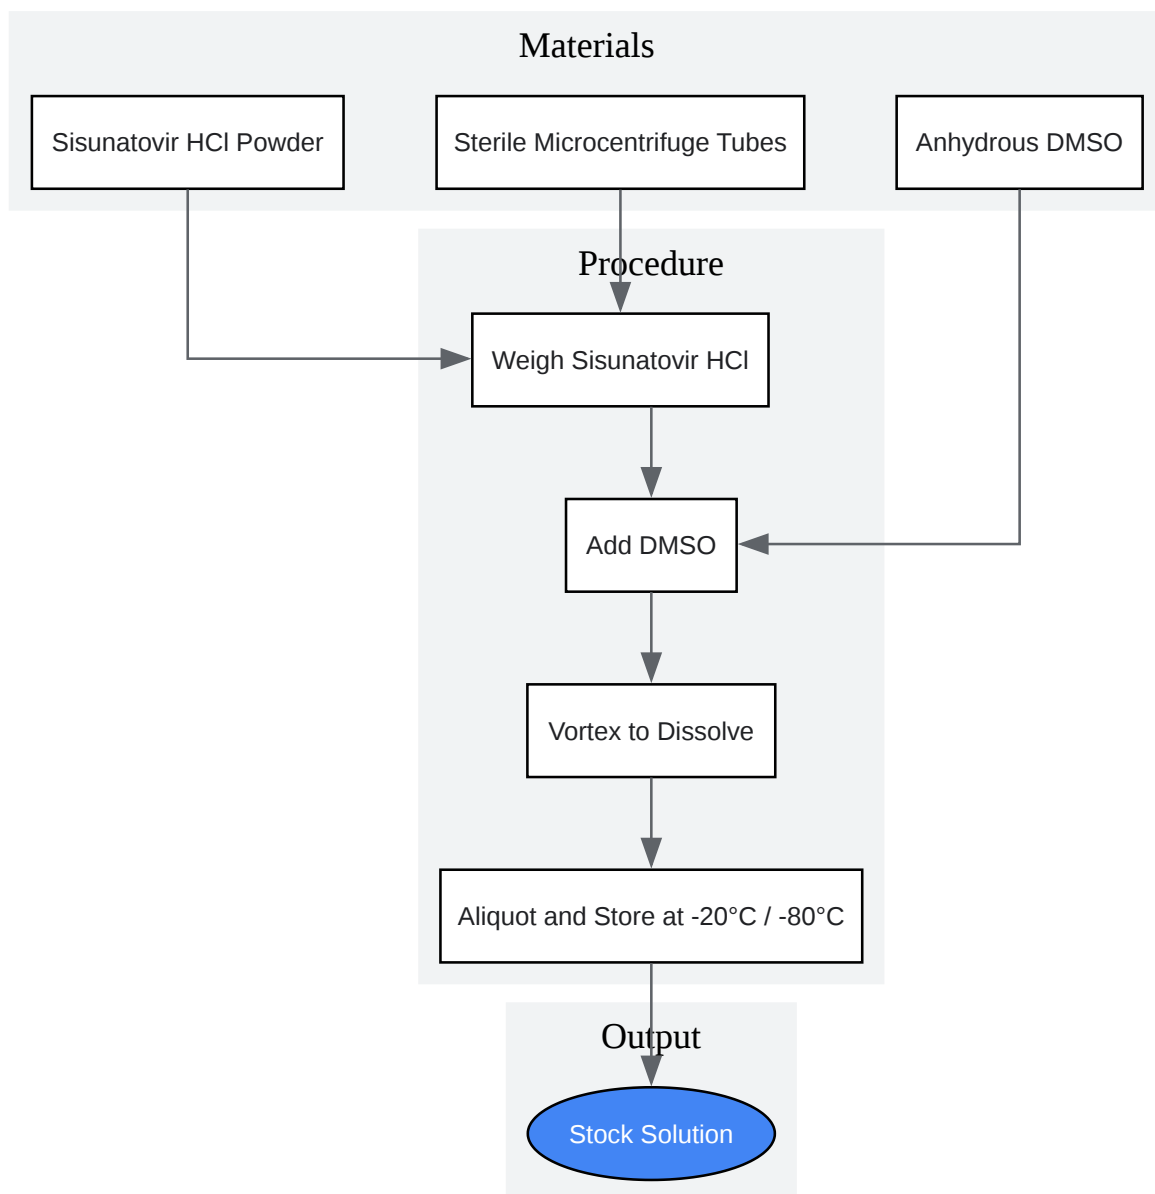 Materials
Sisunatovir HCl Powder
Sterile Microcentrifuge Tubes
Anhydrous DMSO
Procedure
Weigh Sisunatovir HCl
Add DMSO
Vortex to Dissolve
Aliquot and Store at -20°C / -80°C
Output
Stock Solution